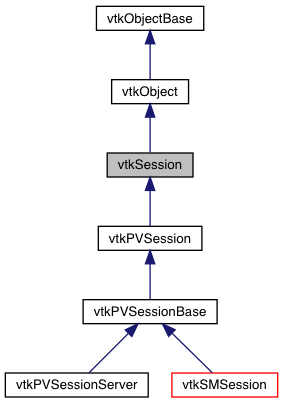 vtkObjectBase
vtkObject
vtkSession
vtkPVSession
vtkPVSessionBase
vtkPVSessionServer
vtkSMSession